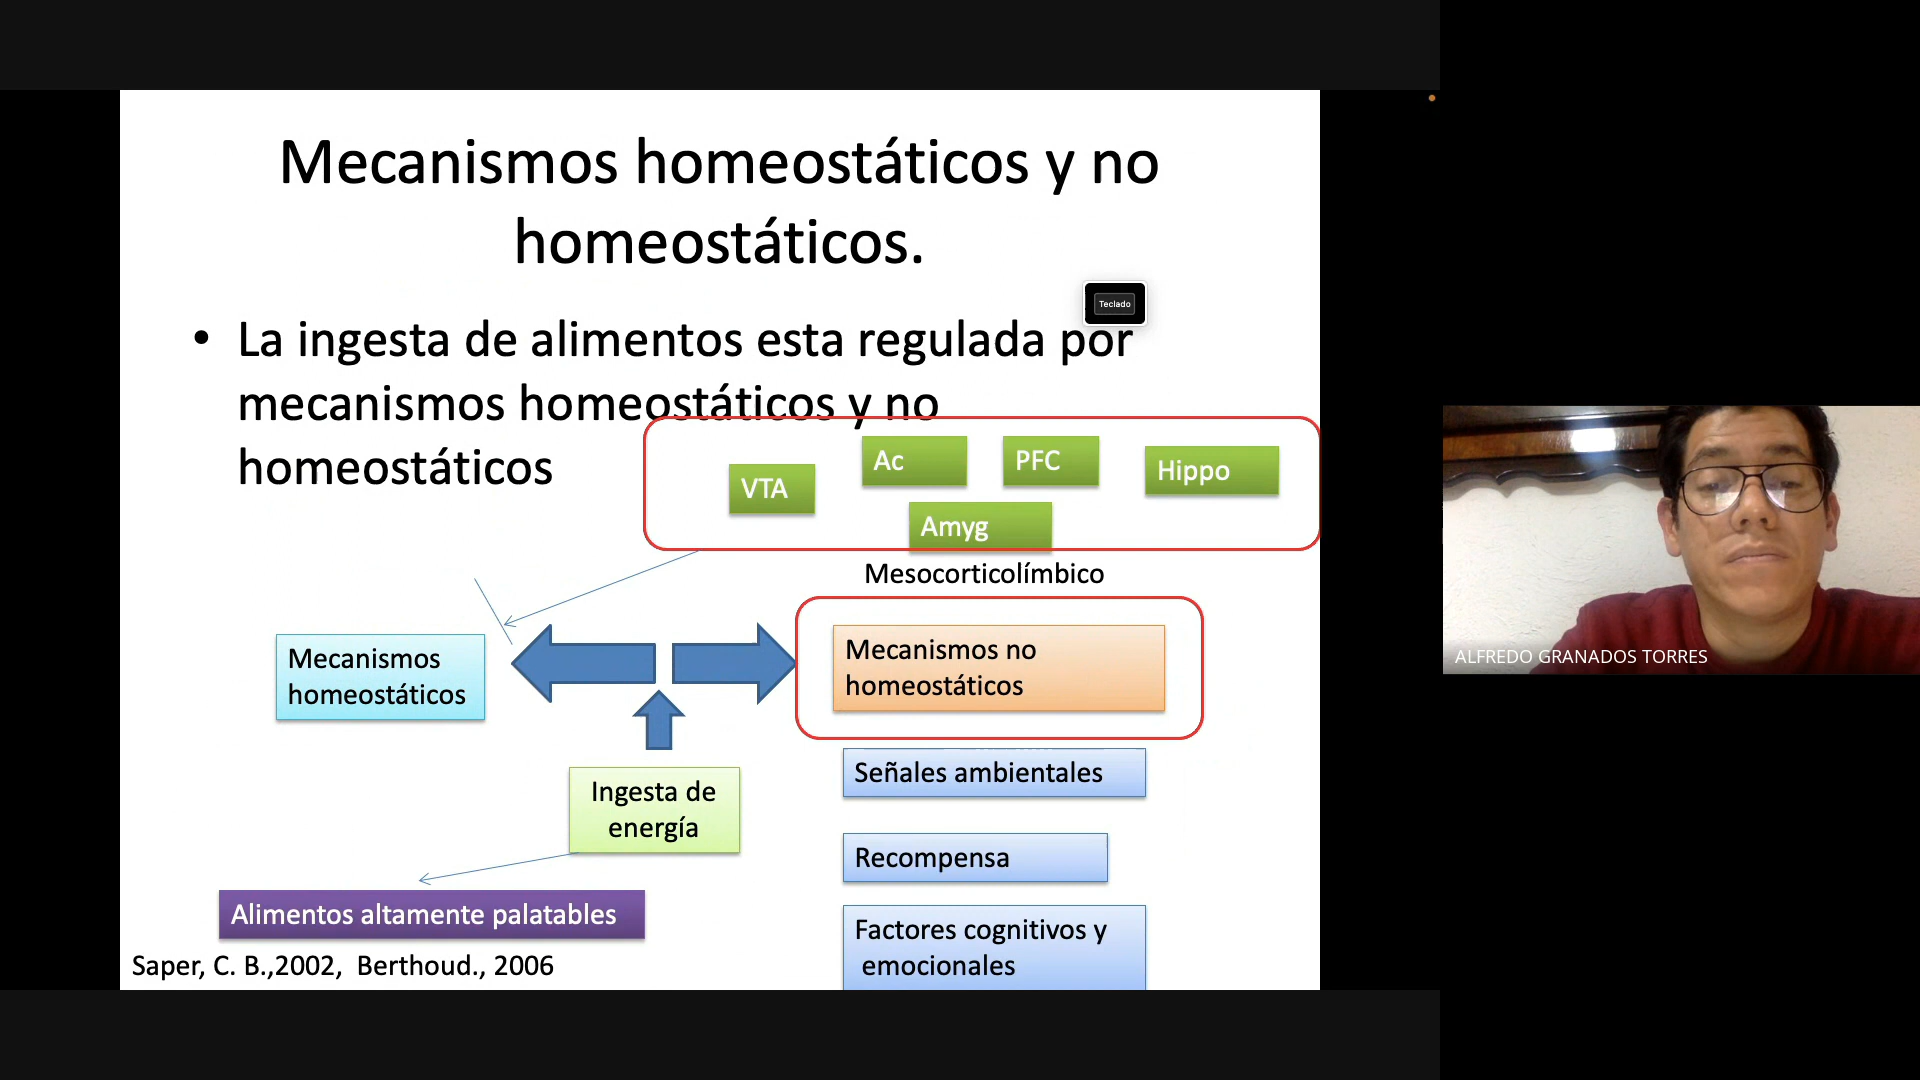 Mecanismos homeostáticos y no
homeostáticos.
Teclado
• La ingesta de alimentos esta regulada por
mecanismos homeostáticos y no
homeostáticos
VTA
Ac
PFC
Hippo
Amyg
Mesocorticolímbico
Mecanismos
homeostáticos
Mecanismos no
homeostáticos
Ingesta de
energía
Señales ambientales
Recompensa
Factores cognitivos y
emocionales
Alimentos altamente palatables
Saper, C. B.,2002, Berthoud., 2006
ALFREDO GRANADOS TORRES